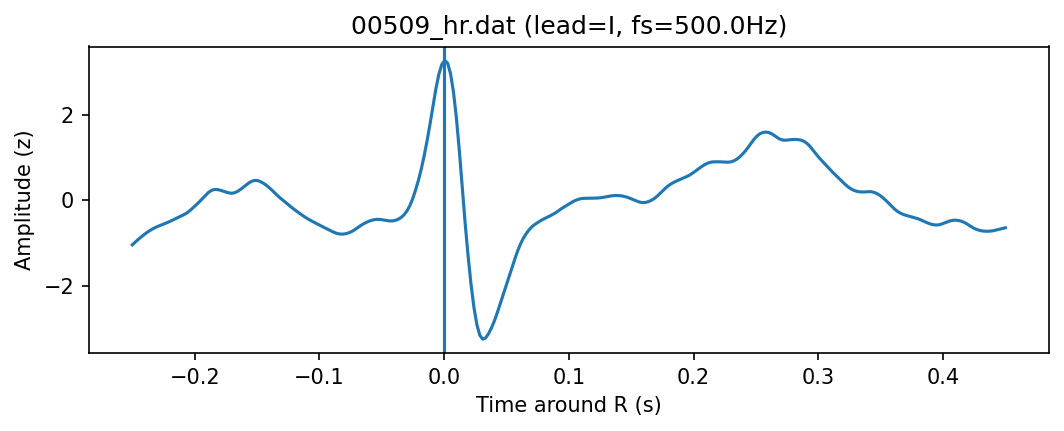 00509_hr.dat (lead=I, fs=500.0Hz)
Amplitude (z)
2
0
−2
−0.2 −0.1 0.0 0.1 0.2 0.3 0.4
Time around R (s)